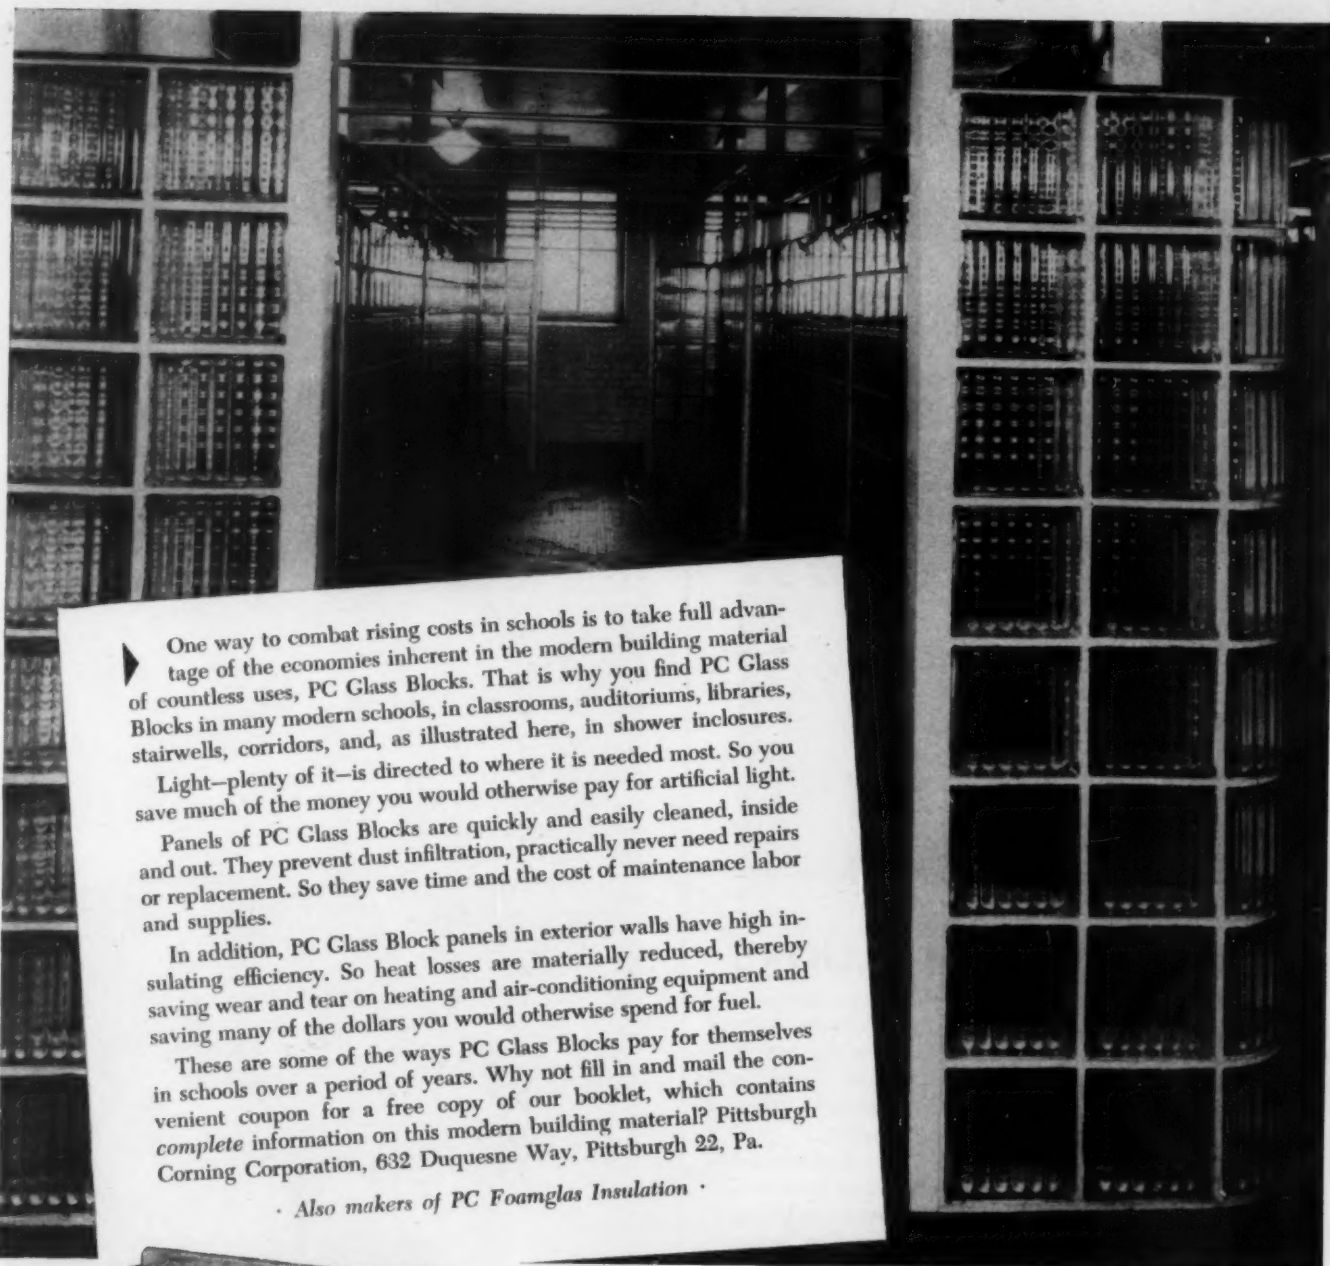 One way to combat rising costs in schools is to take full advan-
tage of the economies inherent in the modern building material
of countless uses, PC Glass Blocks. That is why you find PC Glass
Blocks in many modern schools, in classrooms, auditoriums, libraries,
stairwells, corridors, and, as illustrated here, in shower inclosures.
Light—plenty of it—is directed to where it is needed most. So you
save much of the money you would otherwise pay for artificial light.
Panels of PC Glass Blocks are quickly and easily cleaned, inside
and out. They prevent dust infiltration, practically never need repairs
or replacement. So they save time and the cost of maintenance labor
and supplies.
In addition, PC Glass Block panels in exterior walls have high in-
sulating efficiency. So heat losses are materially reduced, thereby
saving wear and tear on heating and air-conditioning equipment and
saving many of the dollars you would otherwise spend for fuel.
These are some of the ways PC Glass Blocks pay for themselves
in schools over a period of years. Why not fill in and mail the con-
venient coupon for a free copy of our booklet, which contains
complete information on this modern building material? Pittsburgh
Corning Corporation, 632 Duquesne Way, Pittsburgh 22, Pa.
· Also makers of PC Foamglas Insulation ·